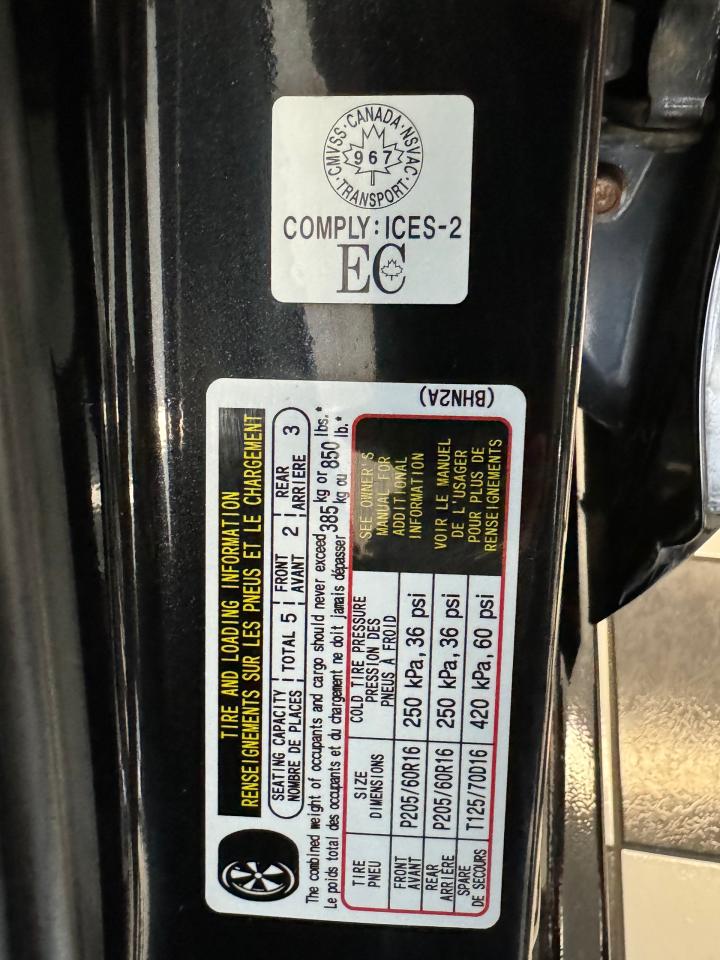 CMVSS · CANADA · NSVAC · TRANSPORT ·
967
COMPLY:ICES-2
EC
(BHN2A)
TIRE AND LOADING INFORMATION
RENSEIGNEMENTS SUR LES PNEUS ET LE CHARGEMENT
SEATING CAPACITY | TOTAL 5 | FRONT 2 | REAR 3
NOMBRE DE PLACES | AVANT | ARRIÈRE
The combined weight of occupants and cargo should never exceed 385 kg or 850 lbs.*
Le poids total des occupants et du chargement ne doit jamais dépasser kg ou lb.*
TIRE SIZE COLD TIRE PRESSURE
PNEU DIMENSIONS PRESSION DES
PNEUS À FROID
FRONT
AVANT P205/60R16 250 kPa, 36 psi
REAR
ARRIÈRE P205/60R16 250 kPa, 36 psi
SPARE
DE SECOURS T125/70D16 420 kPa, 60 psi
SEE OWNER'S
MANUAL FOR
ADDITIONAL
INFORMATION
VOIR LE MANUEL
DE L'USAGER
POUR PLUS DE
RENSEIGNEMENTS